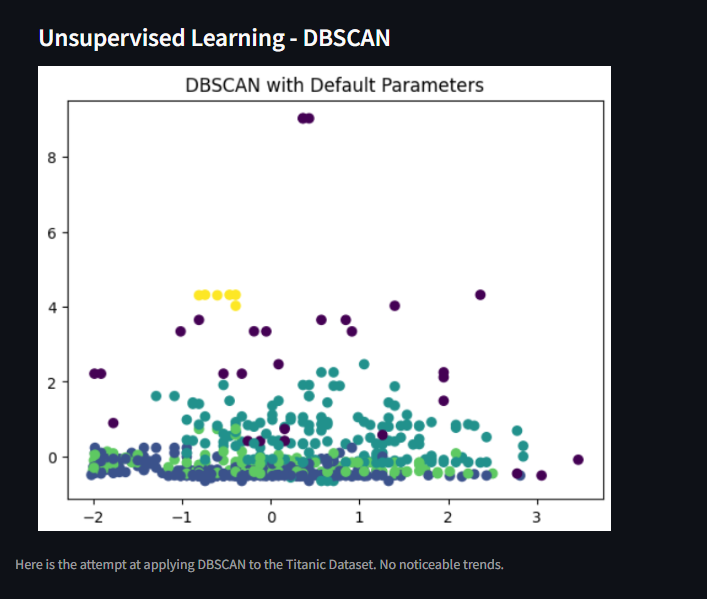 Unsupervised Learning - DBSCAN
DBSCAN with Default Parameters
8
6
4
2
0
−2 −1 0 1 2 3
Here is the attempt at applying DBSCAN to the Titanic Dataset. No noticeable trends.